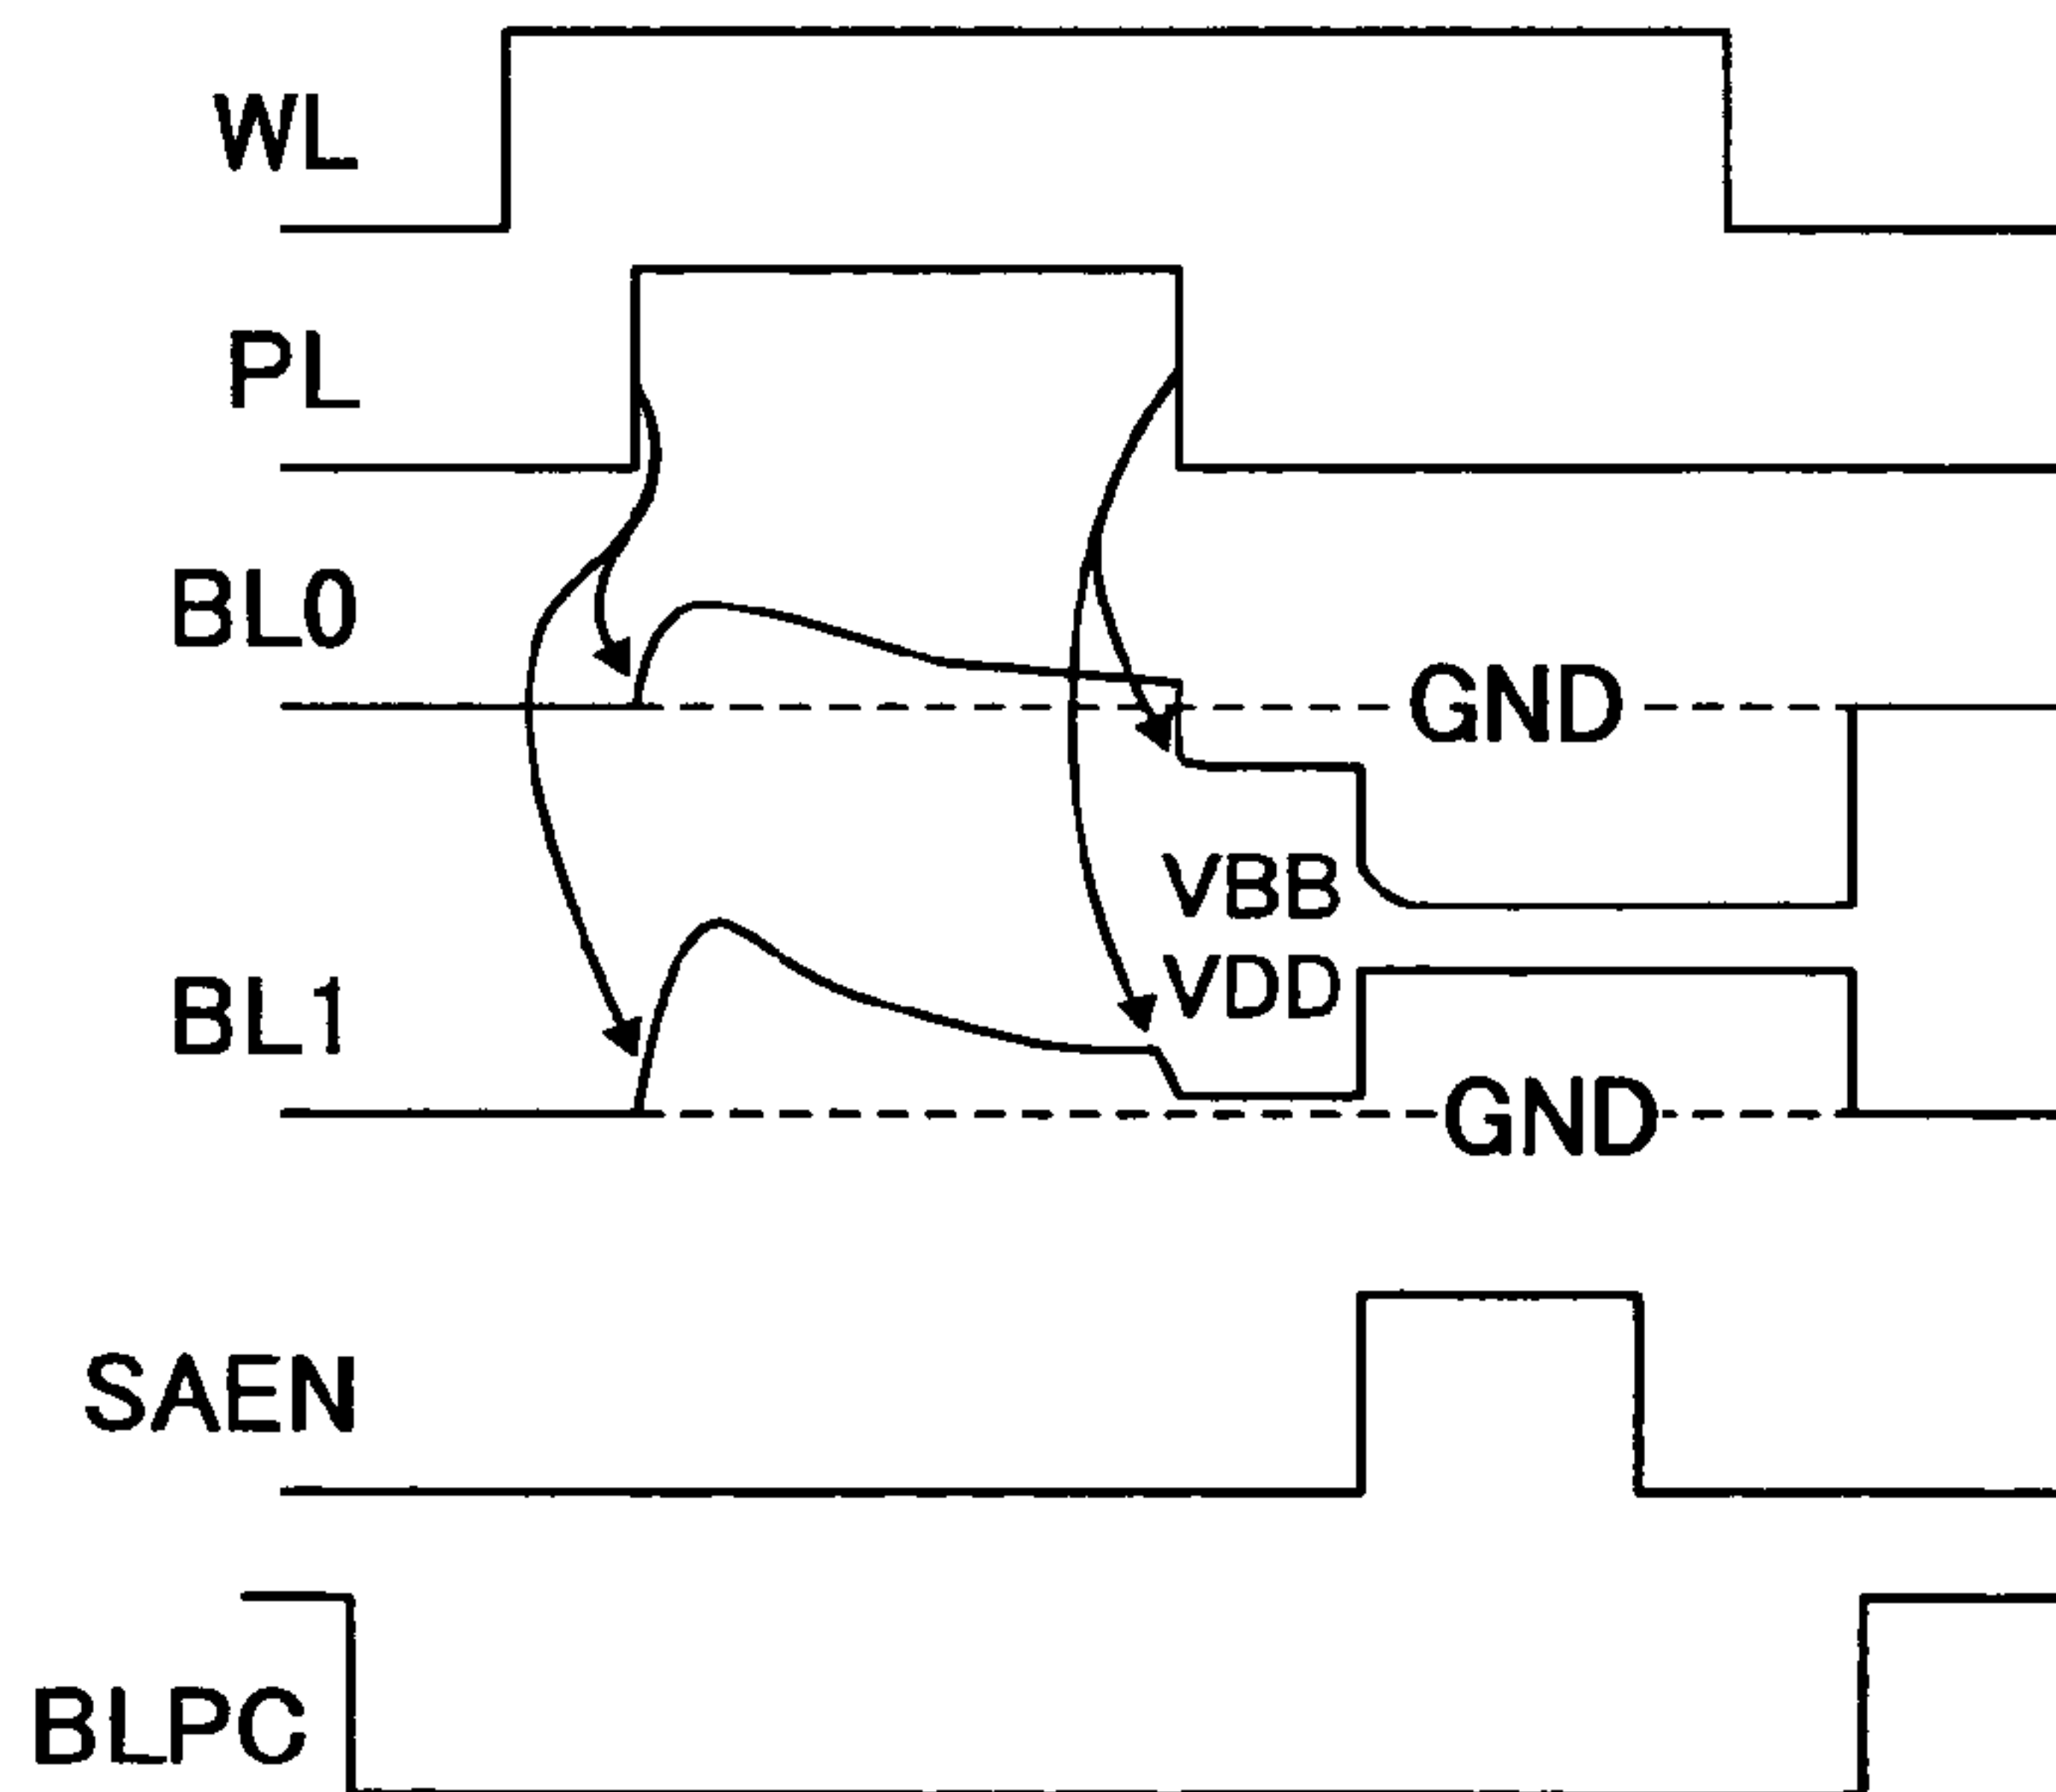 WL
PL
BL0
GND
VBB
VDD
BL1
GND
SAEN
BLPC